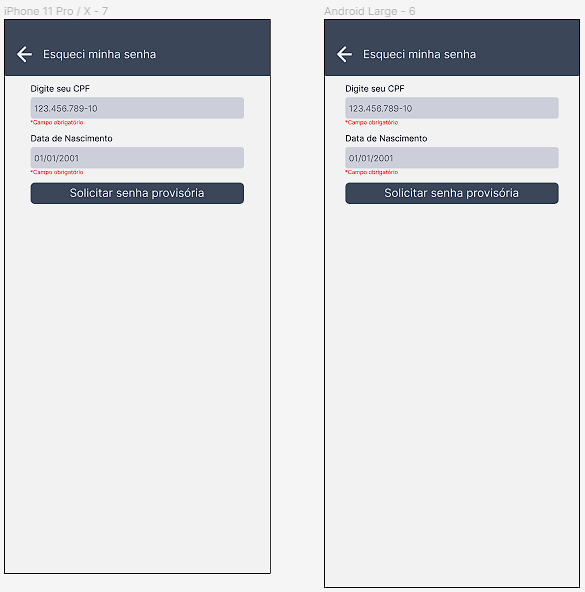 iPhone 11 Pro / X - 7
Esqueci minha senha
Digite seu CPF
123.456.789-10
*Campo obrigatório
Data de Nascimento
01/01/2001
*Campo obrigatório
Solicitar senha provisória
Android Large - 6
Esqueci minha senha
Digite seu CPF
123.456.789-10
*Campo obrigatório
Data de Nascimento
01/01/2001
*Campo obrigatório
Solicitar senha provisória